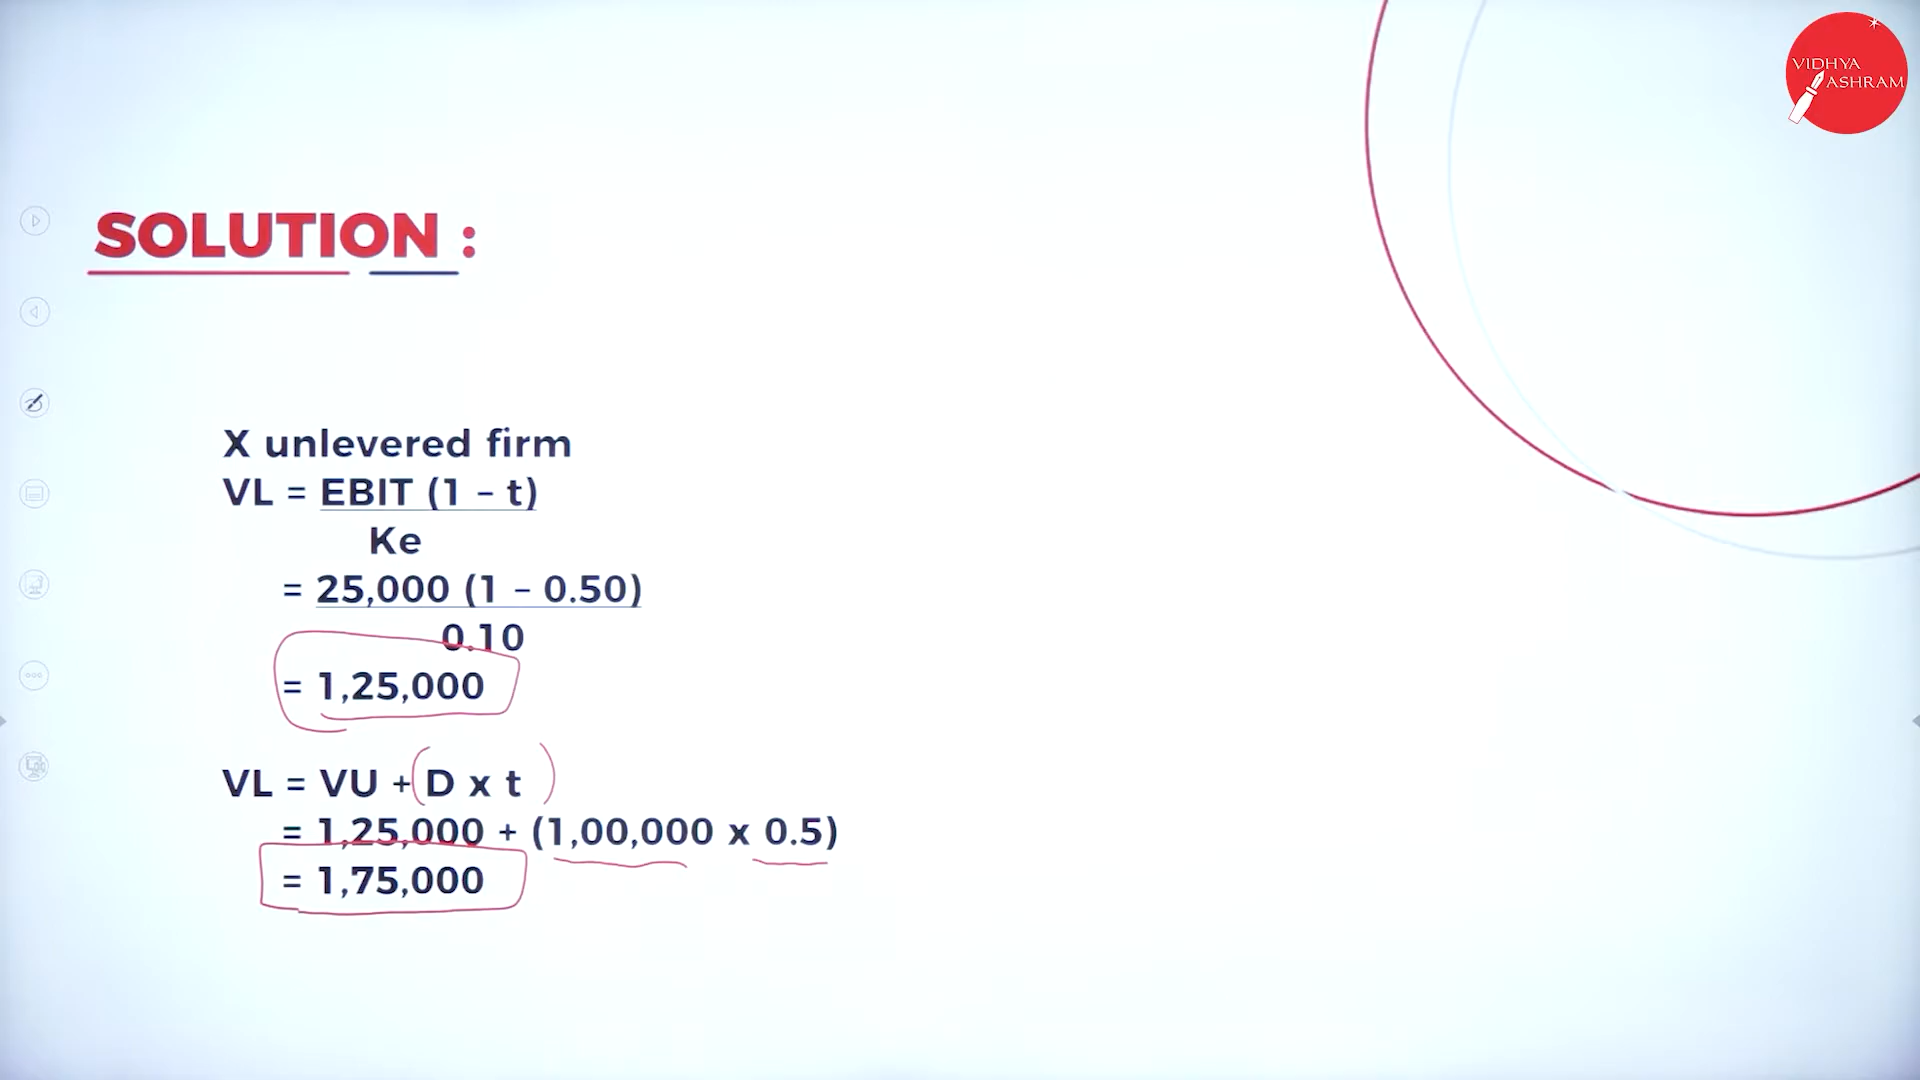 VIDHYA
ASHRAM
SOLUTION :
X unlevered firm
VL = EBIT (1 – t)
Ke
= 25,000 (1 – 0.50)
0.10
= 1,25,000
VL = VU + (D x t)
= 1,25,000 + (1,00,000 x 0.5)
= 1,75,000